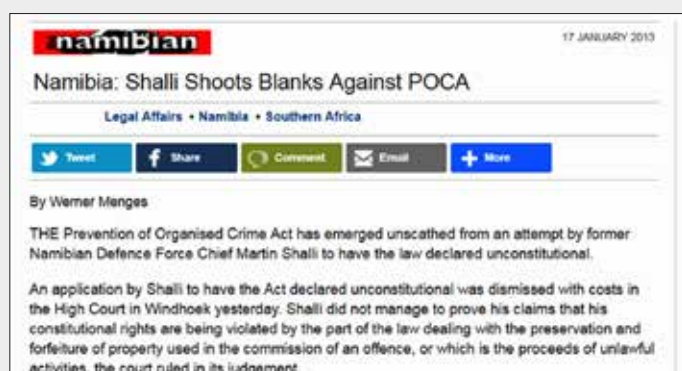 namibian
17 JANUARY 2013
Namibia: Shalli Shoots Blanks Against POCA
Legal Affairs • Namibia • Southern Africa
Tweet Share Comment Email More
By Werner Menges
THE Prevention of Organised Crime Act has emerged unscathed from an attempt by former
Namibian Defence Force Chief Martin Shalli to have the law declared unconstitutional.
An application by Shalli to have the Act declared unconstitutional was dismissed with costs in
the High Court in Windhoek yesterday. Shalli did not manage to prove his claims that his
constitutional rights are being violated by the part of the law dealing with the preservation and
forfeiture of property used in the commission of an offence, or which is the proceeds of unlawful
activities, the court ruled in its judgement.